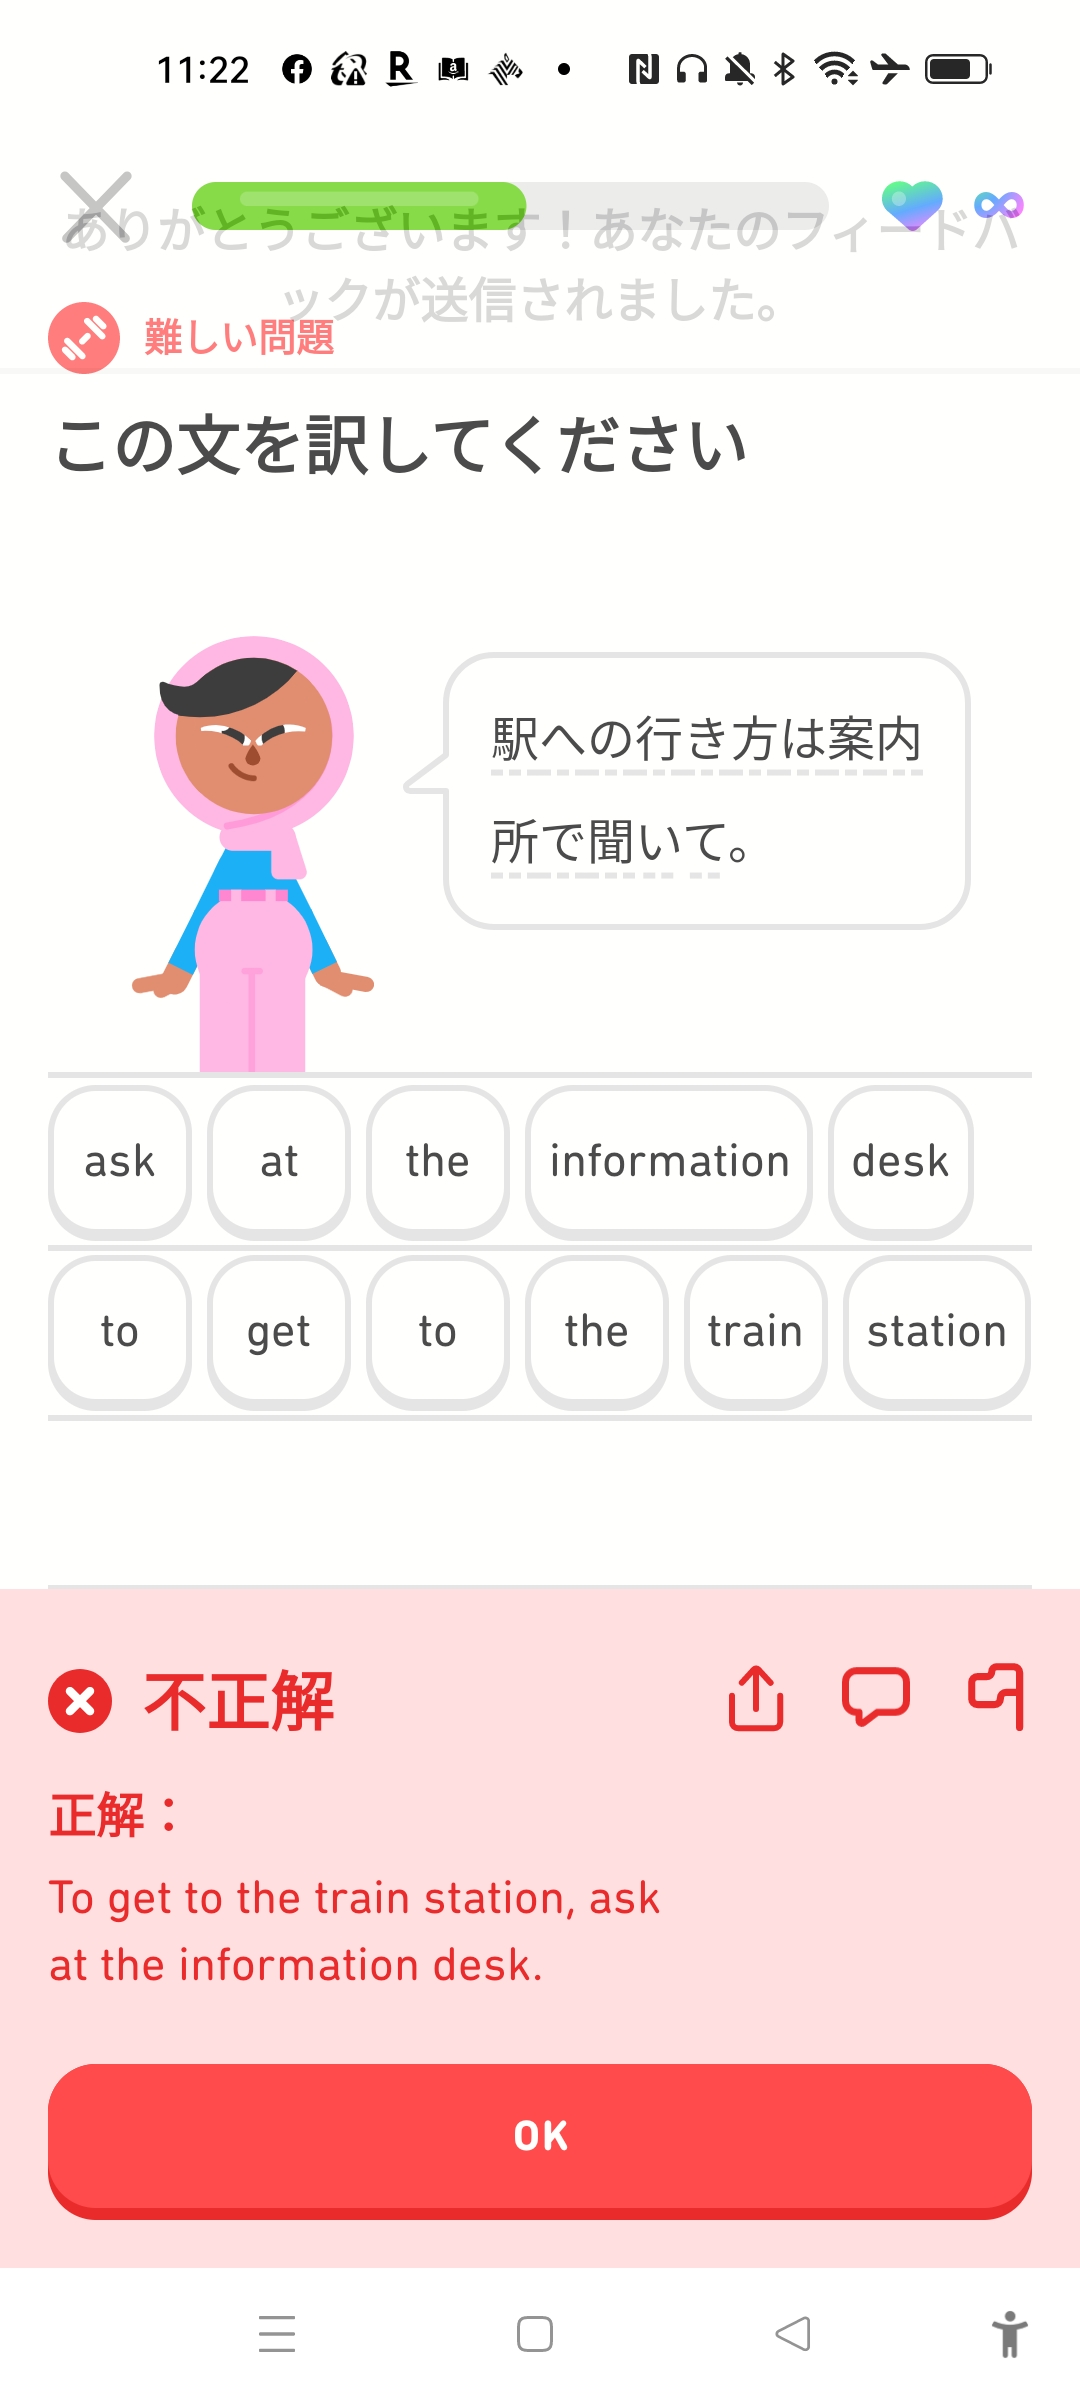 11:22
ありがとうございます！あなたのフィードバ
ックが送信されました。
難しい問題
この文を訳してください
駅への行き方は案内
所で聞いて。
ask at the information desk
to get to the train station
不正解
正解：
To get to the train station, ask
at the information desk.
OK